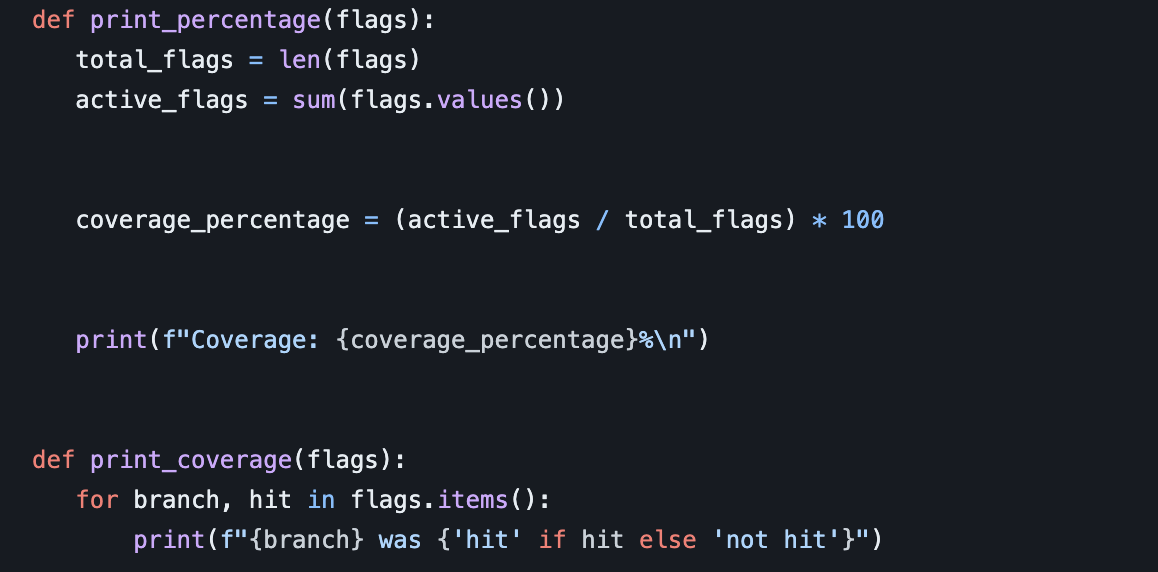 def print_percentage(flags):
   total_flags = len(flags)
   active_flags = sum(flags.values())
   coverage_percentage = (active_flags / total_flags) * 100
   print(f"Coverage: {coverage_percentage}%\n")
def print_coverage(flags):
   for branch, hit in flags.items():
       print(f"{branch} was {'hit' if hit else 'not hit'}")